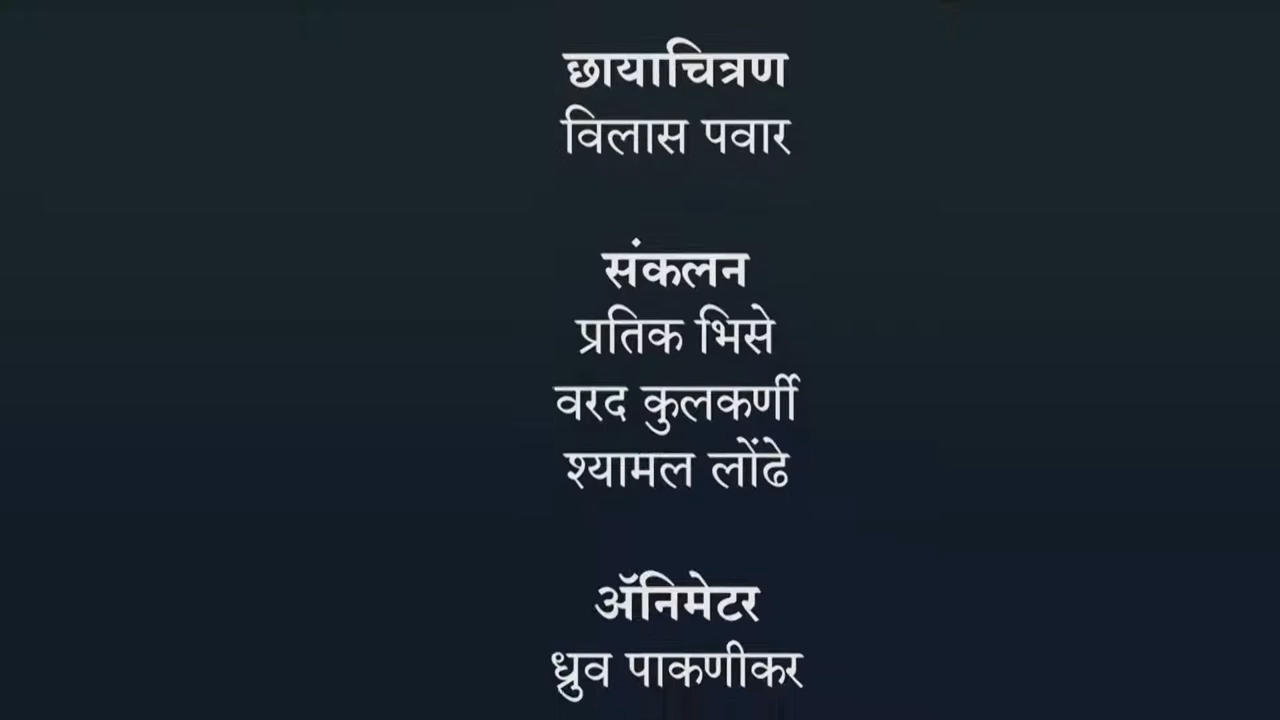 छायाचित्रण
विलास पवार
संकलन
प्रतिक भिसे
वरद कुलकर्णी
श्यामल लोंढे
ॲनिमेटर
ध्रुव पाकणीकर